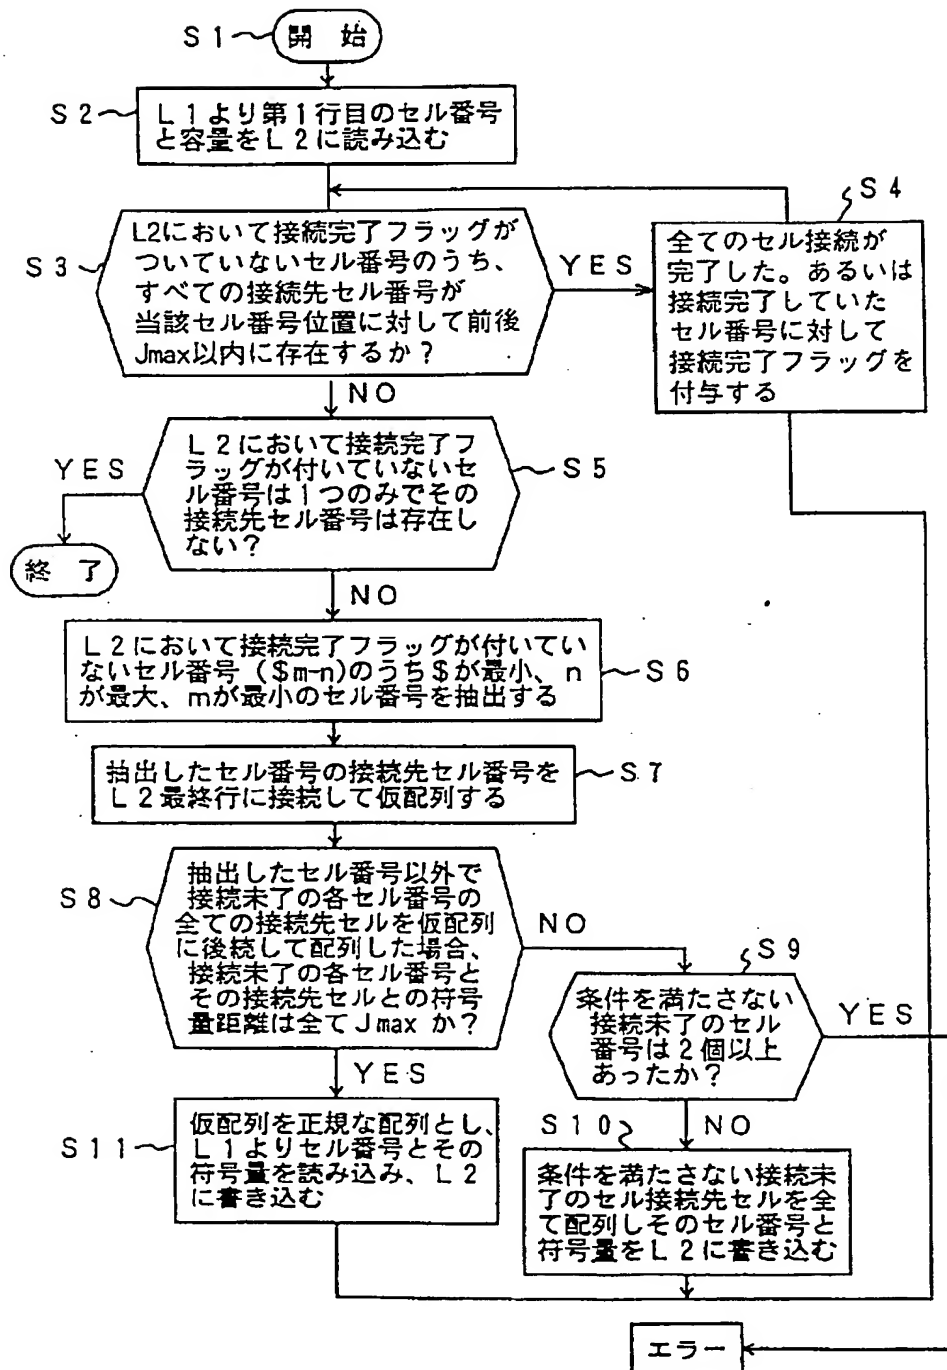 S1
開 始
S2
L1より第1行目のセル番号
と容量をL2に読み込む
S3
L2において接続完了フラッグが
ついていないセル番号のうち、
すべての接続先セル番号が
当該セル番号位置に対して前後
Jmax以内に存在するか?
YES
S4
全てのセル接続が
完了した。あるいは
接続完了していた
セル番号に対して
接続完了フラッグを
付与する
NO
L2において接続完了フ
ラッグが付いていないセ
ル番号は1つのみでその
接続先セル番号は存在し
ない?
S5
YES
終 了
NO
L2において接続完了フラッグが付いてい
ないセル番号($m-n)のうち$が最小、n
が最大、mが最小のセル番号を抽出する
S6
抽出したセル番号の接続先セル番号を
L2最終行に接続して仮配列する
S7
S8
抽出したセル番号以外で
接続未了の各セル番号の
全ての接続先セルを仮配列
に後続して配列した場合、
接続未了の各セル番号と
その接続先セルとの符号
量距離は全てJmaxか?
NO
S9
条件を満たさない
接続未了のセル
番号は2個以上
あったか?
YES
YES
S11
仮配列を正規な配列とし、
L1よりセル番号とその
符号量を読み込み、L2
に書き込む
S10
NO
条件を満たさない接続未
了のセル接続先セルを全
て配列しそのセル番号と
符号量をL2に書き込む
エラー